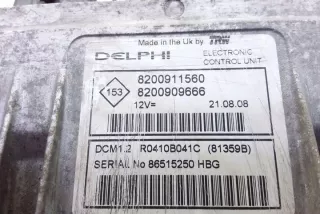 Made in the Uk by
DELPHI
ELECTRONIC
CONTROL UNIT
153
8200911560
8200909666
12V= 21.08.08
DCM1.2 R0410B041C (81359B)
SERIAL No 86515250 HBG